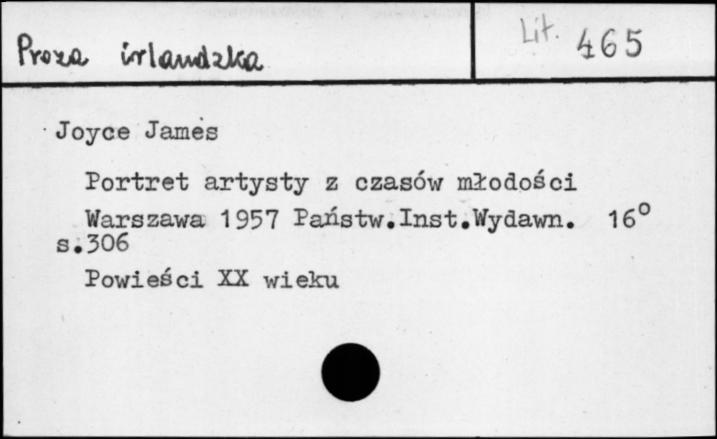 Proza irlandzka
Lit. 465
Joyce James
Portret artysty z czasów młodości
Warszawa 1957 Państw.Inst.Wydawn. 16°
s.306
Powieści XX wieku